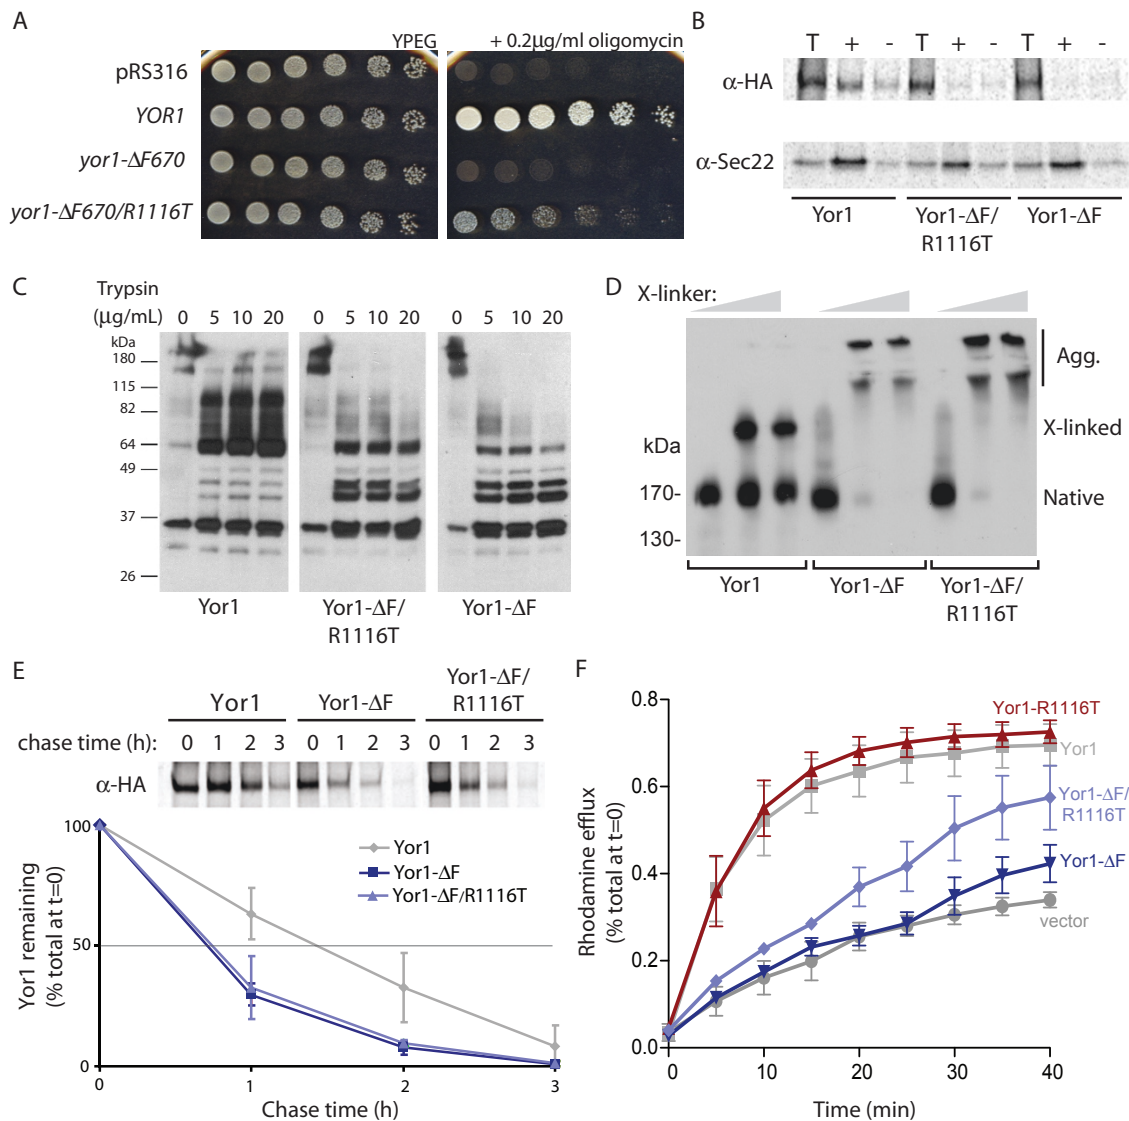 A
YPEG
+ 0.2µg/ml oligomycin
pRS316
YOR1
yor1-ΔF670
yor1-ΔF670/R1116T
B
T + - T + - T + -
α-HA
α-Sec22
Yor1
Yor1-ΔF/
R1116T
Yor1-ΔF
C
Trypsin
(µg/mL)
0 5 10 20 0 5 10 20 0 5 10 20
kDa
180
115
82
64
49
37
26
Yor1
Yor1-ΔF/
R1116T
Yor1-ΔF
D
X-linker:
Agg.
X-linked
kDa
170-
Native
130-
Yor1
Yor1-ΔF
Yor1-ΔF/
R1116T
E
Yor1
Yor1-ΔF
Yor1-ΔF/
R1116T
chase time (h): 0 1 2 3 0 1 2 3 0 1 2 3
α-HA
100
50
0
Yor1 remaining
(% total at t=0)
Yor1
Yor1-ΔF
Yor1-ΔF/R1116T
0 1 2 3
Chase time (h)
F
0.8
0.6
0.4
0.2
0.0
Rhodamine efflux
(% total at t=0)
Yor1-R1116T
Yor1
Yor1-ΔF/
R1116T
Yor1-ΔF
vector
0 10 20 30 40
Time (min)